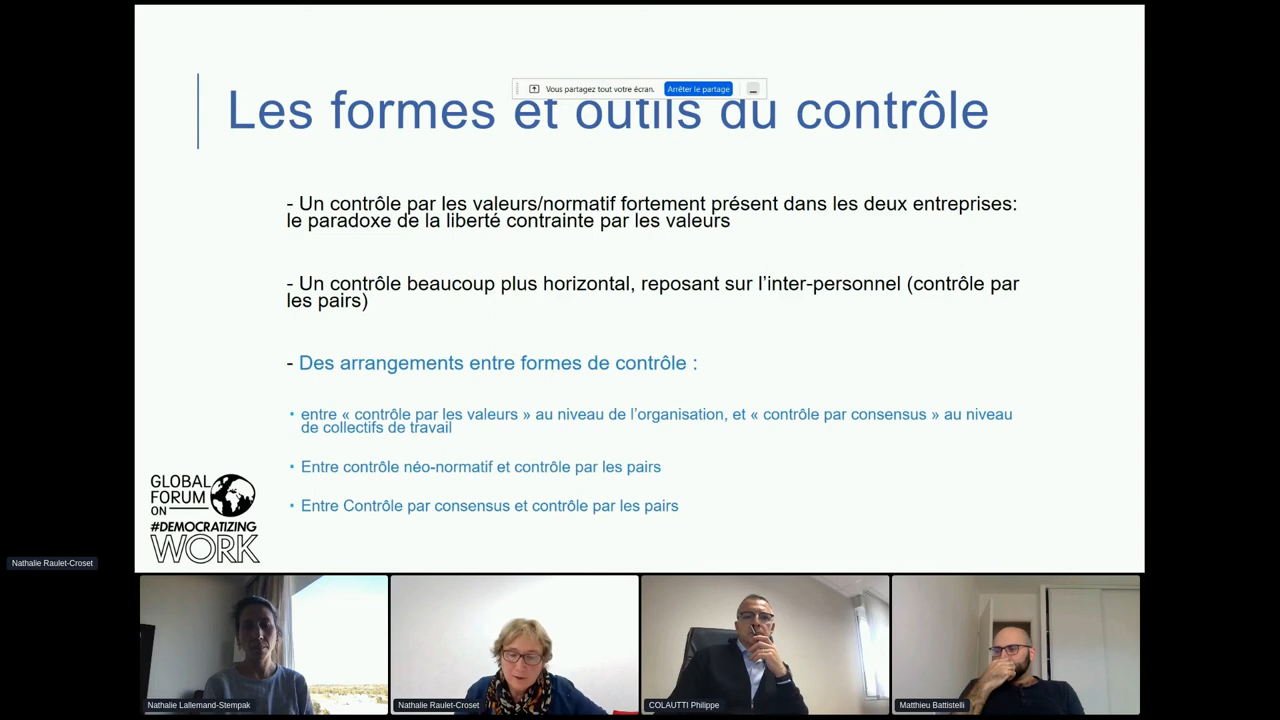 Vous partagez tout votre écran.
Arrêter le partage
Les formes et outils du contrôle
- Un contrôle par les valeurs/normatif fortement présent dans les deux entreprises:
le paradoxe de la liberté contrainte par les valeurs
- Un contrôle beaucoup plus horizontal, reposant sur l’inter-personnel (contrôle par
les pairs)
- Des arrangements entre formes de contrôle :
• entre « contrôle par les valeurs » au niveau de l’organisation, et « contrôle par consensus » au niveau
de collectifs de travail
• Entre contrôle néo-normatif et contrôle par les pairs
• Entre Contrôle par consensus et contrôle par les pairs
GLOBAL
FORUM
ON
#DEMOCRATIZING
WORK
Nathalie Raulet-Croset
Nathalie Lallemand-Stempak
Nathalie Raulet-Croset
COLAUTTI Philippe
Matthieu Battistelli